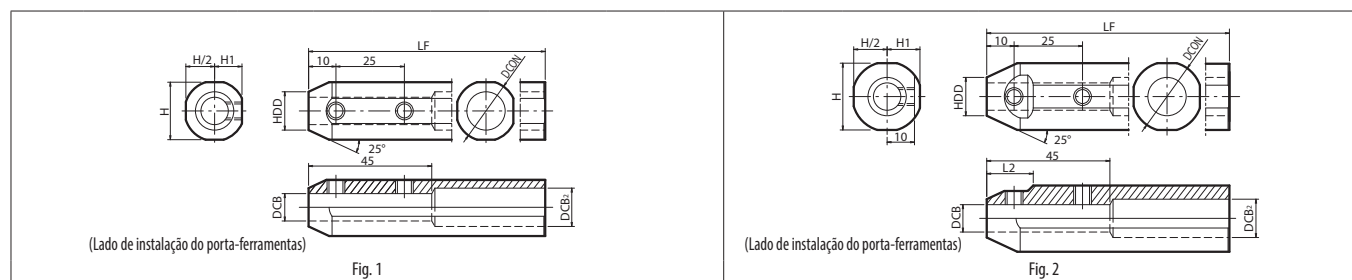 LF
H/2
H1
10
25
DCON
H
HDD
25°
45
DCB
DCB2
(Lado de instalação do porta-ferramentas)
Fig. 1
LF
H/2
H1
10
25
DCON
H
HDD
10
25°
45
L2
DCB
DCB2
(Lado de instalação do porta-ferramentas)
Fig. 2